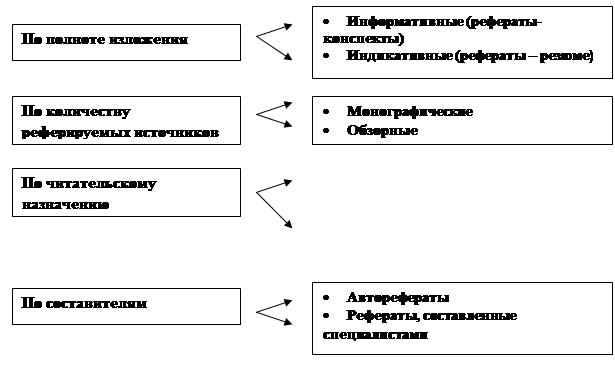 По полноте изложения
• Информативные (рефераты-
конспекты)
• Индикативные (рефераты – резюме)
По количеству
реферируемых источников
• Монографические
• Обзорные
По читательскому
назначению
По составителям
• Авторефераты
• Рефераты, составленные
специалистами